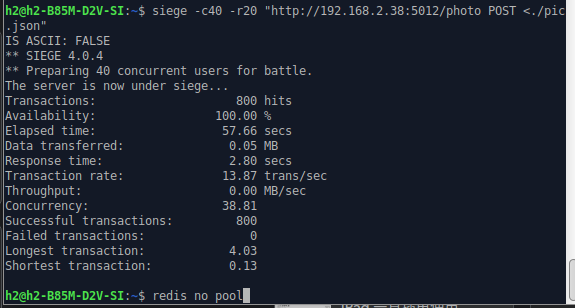 h2@h2-B85M-D2V-SI:~$ siege -c40 -r20 "http://192.168.2.38:5012/photo POST <./pic
.json"
IS ASCII: FALSE
** SIEGE 4.0.4
** Preparing 40 concurrent users for battle.
The server is now under siege...
Transactions: 800 hits
Availability: 100.00 %
Elapsed time: 57.66 secs
Data transferred: 0.05 MB
Response time: 2.80 secs
Transaction rate: 13.87 trans/sec
Throughput: 0.00 MB/sec
Concurrency: 38.81
Successful transactions: 800
Failed transactions: 0
Longest transaction: 4.03
Shortest transaction: 0.13
h2@h2-B85M-D2V-SI:~$ redis no pool